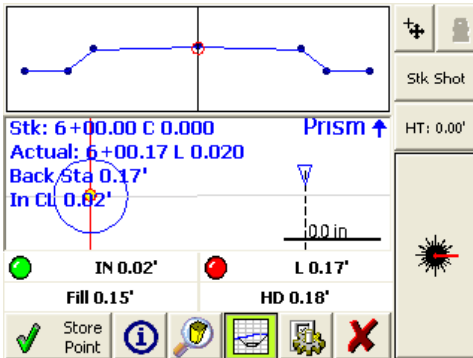 Stk Shot
HT: 0.00'
Stk: 6+00.00 C 0.000
Prism
Actual: 6+00.17 L 0.020
Back Sta 0.17'
In CL 0.02'
0.0 in
IN 0.02'
L 0.17'
Fill 0.15'
HD 0.18'
Store
Point